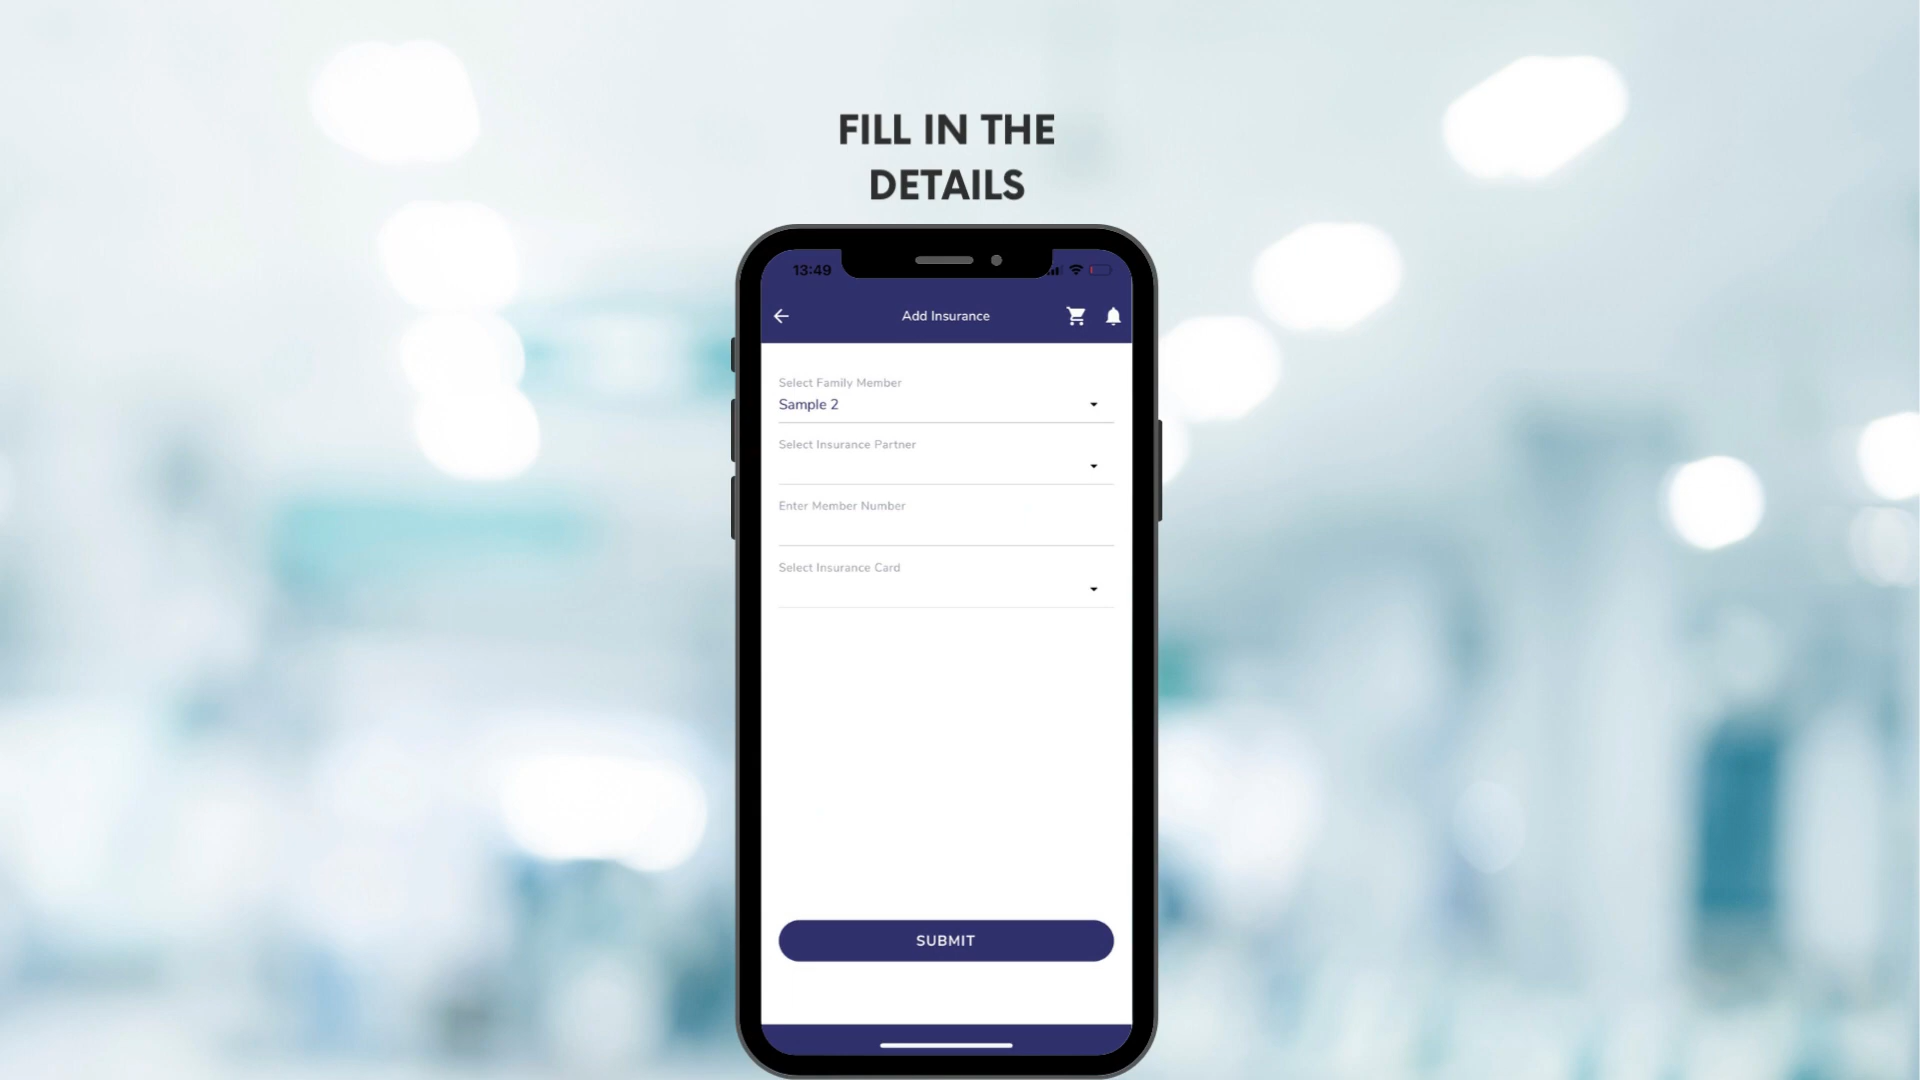 FILL IN THE
DETAILS
13:49
Add Insurance
Select Family Member
Sample 2
Select Insurance Partner
Enter Member Number
Select Insurance Card
SUBMIT